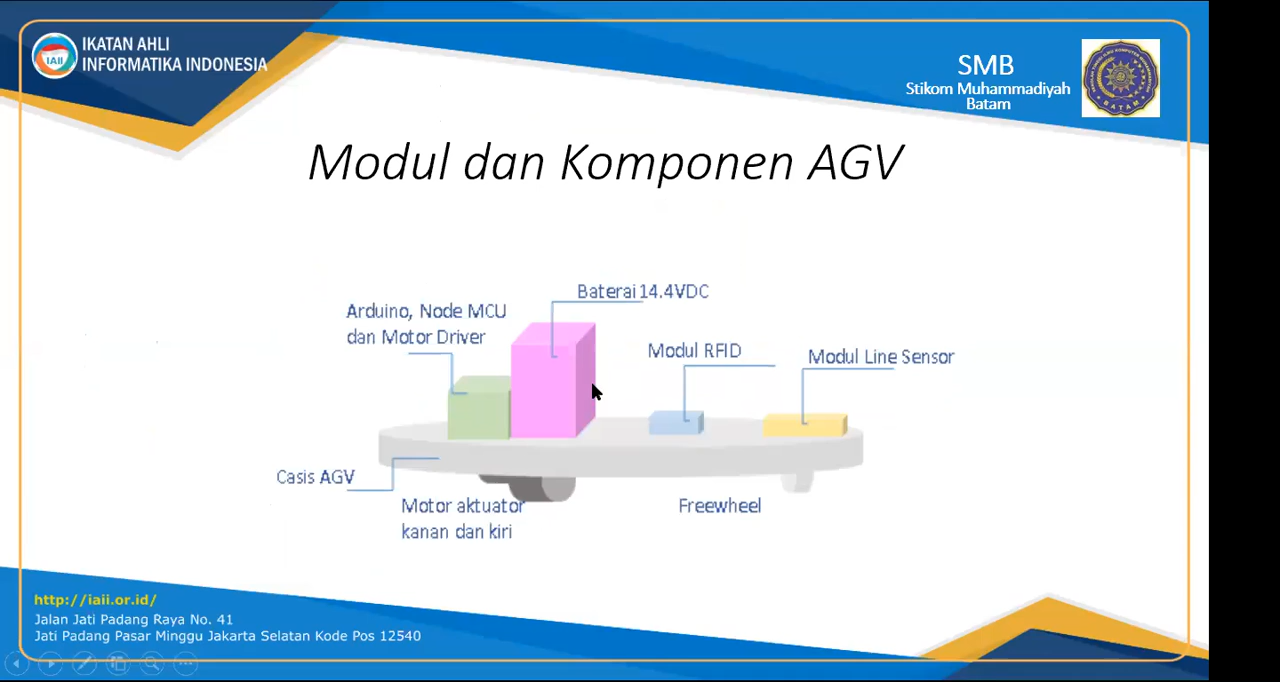 IKATAN AHLI
INFORMATIKA INDONESIA
IAII
SMB
Stikom Muhammadiyah
Batam
BATAM
Modul dan Komponen AGV
Baterai 14.4VDC
Arduino, Node MCU
dan Motor Driver
Modul RFID
Modul Line Sensor
Casis AGV
Motor aktuator
kanan dan kiri
Freewheel
http://iaii.or.id/
Jalan Jati Padang Raya No. 41
Jati Padang Pasar Minggu Jakarta Selatan Kode Pos 12540